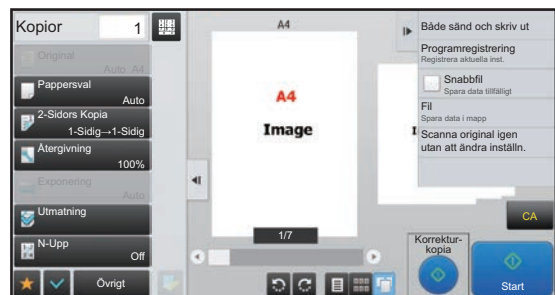 Kopior 1
Original
Auto A4
Pappersval
Auto
2-Sidors Kopia
1-Sidig→1-Sidig
Återgivning
100%
Exponering
Auto
Utmatning
N-Upp
Off
Övrigt
A4
A4
Image
1/7
Både sänd och skriv ut
Programregistrering
Registrera aktuella inst.
Snabbfil
Spara data tillfälligt
Fil
Spara data i mapp
Scanna original igen
utan att ändra inställn.
CA
Korrektur-
kopia
Start